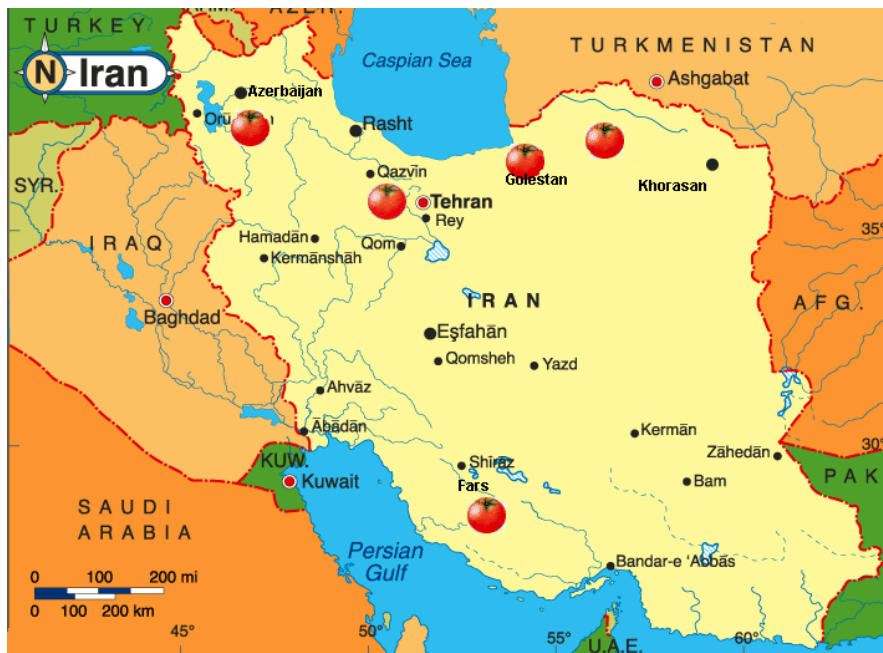 TURKEY
AZER.
N Iran
Caspian Sea
TURKMENISTAN
Ashgabat
Azerbaijan
Rasht
SYR.
Qazvīn
Golestan
Khorasan
Tehran
Rey
35°
IRAQ
Hamadān
Qom
Kermānshāh
IRAN
AFG.
Baghdad
Eşfahān
Qomsheh
Yazd
Ahvāz
Ābādān
Kermān
30°
Zāhedān
KUW.
Kuwait
Shīrāz
Fars
Bam
PAK
SAUDI
ARABIA
Persian
Gulf
Bandar-e 'Abbās
0 100 200 mi
0 100 200 km
45°
50°
55°
60°
U.A.E.